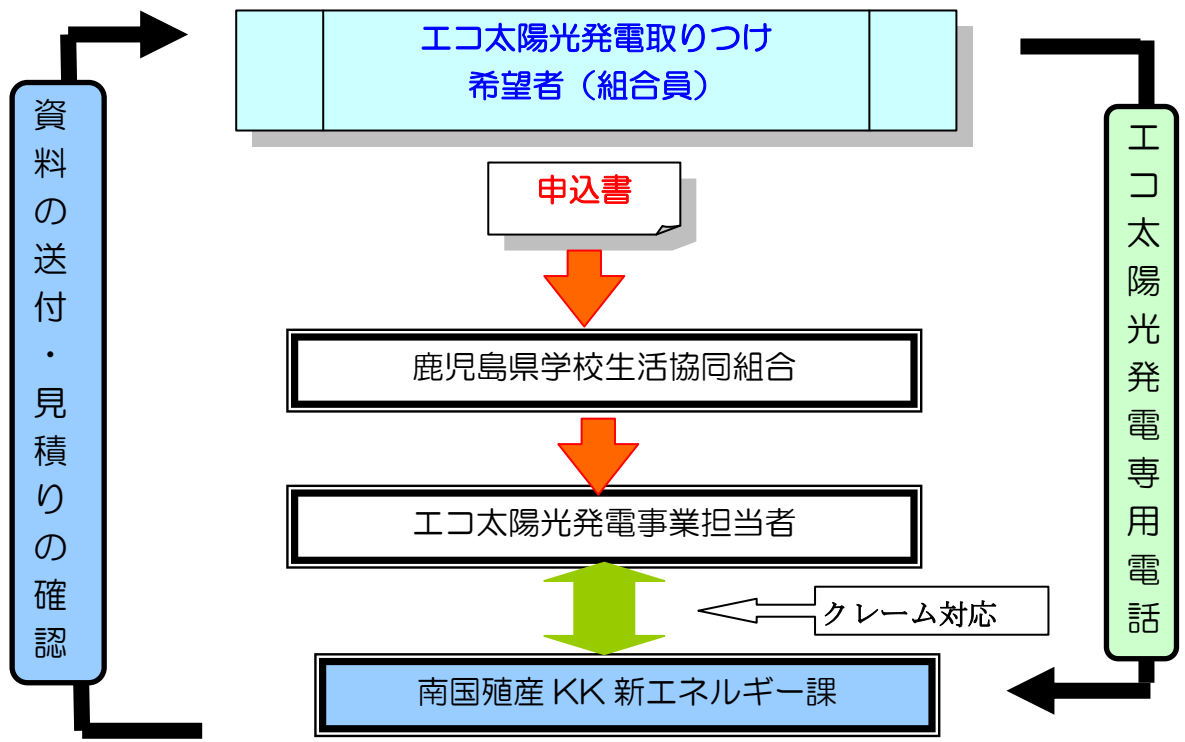 エコ太陽光発電取りつけ
希望者（組合員）
申込書
鹿児島県学校生活協同組合
エコ太陽光発電事業担当者
クレーム対応
南国殖産 KK 新エネルギー課
資料の送付・見積りの確認
エコ太陽光発電専用電話